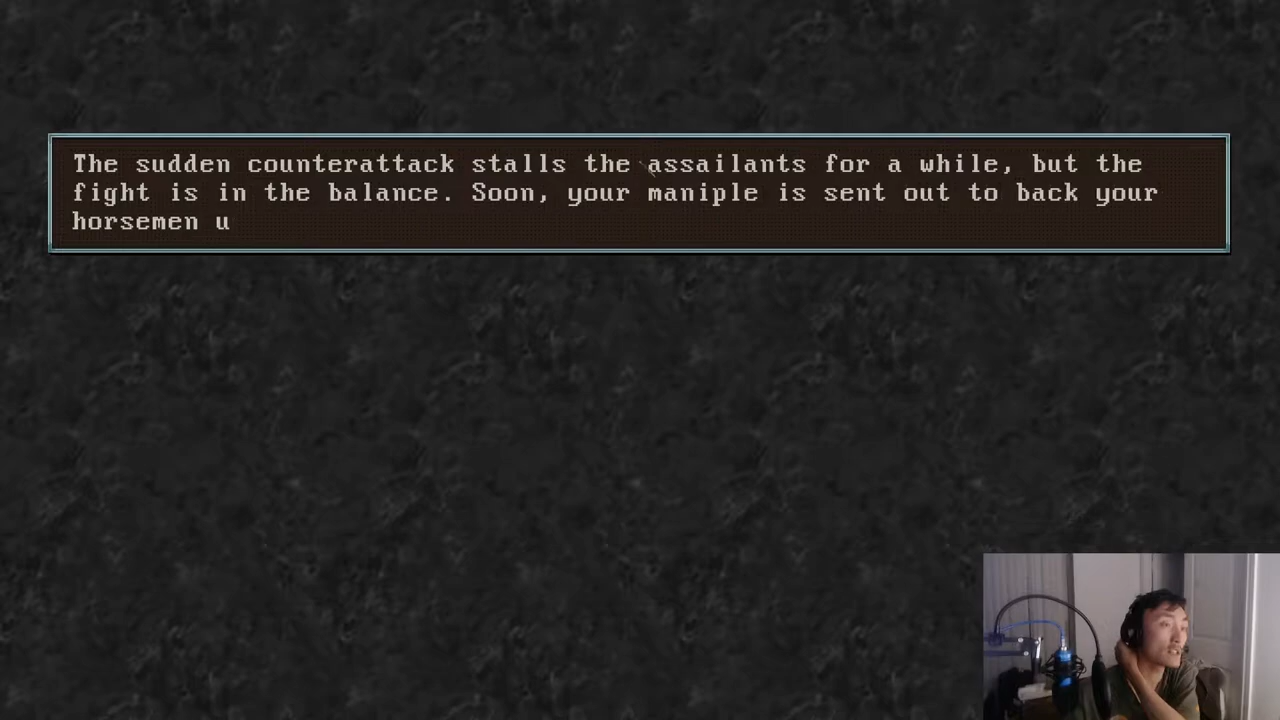 The sudden counterattack stalls the assailants for a while, but the
fight is in the balance. Soon, your maniple is sent out to back your
horsemen u